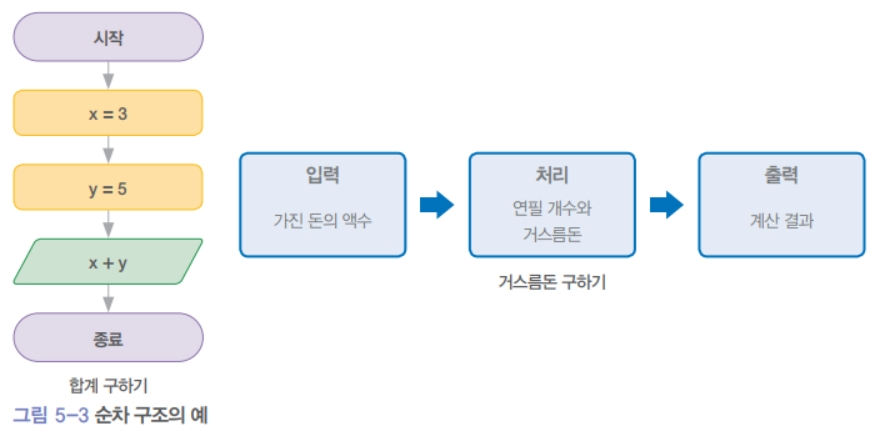 시작
x = 3
y = 5
x + y
종료
합계 구하기
입력
가진 돈의 액수
처리
연필 개수와
거스름돈
출력
계산 결과
거스름돈 구하기
그림 5-3 순차 구조의 예